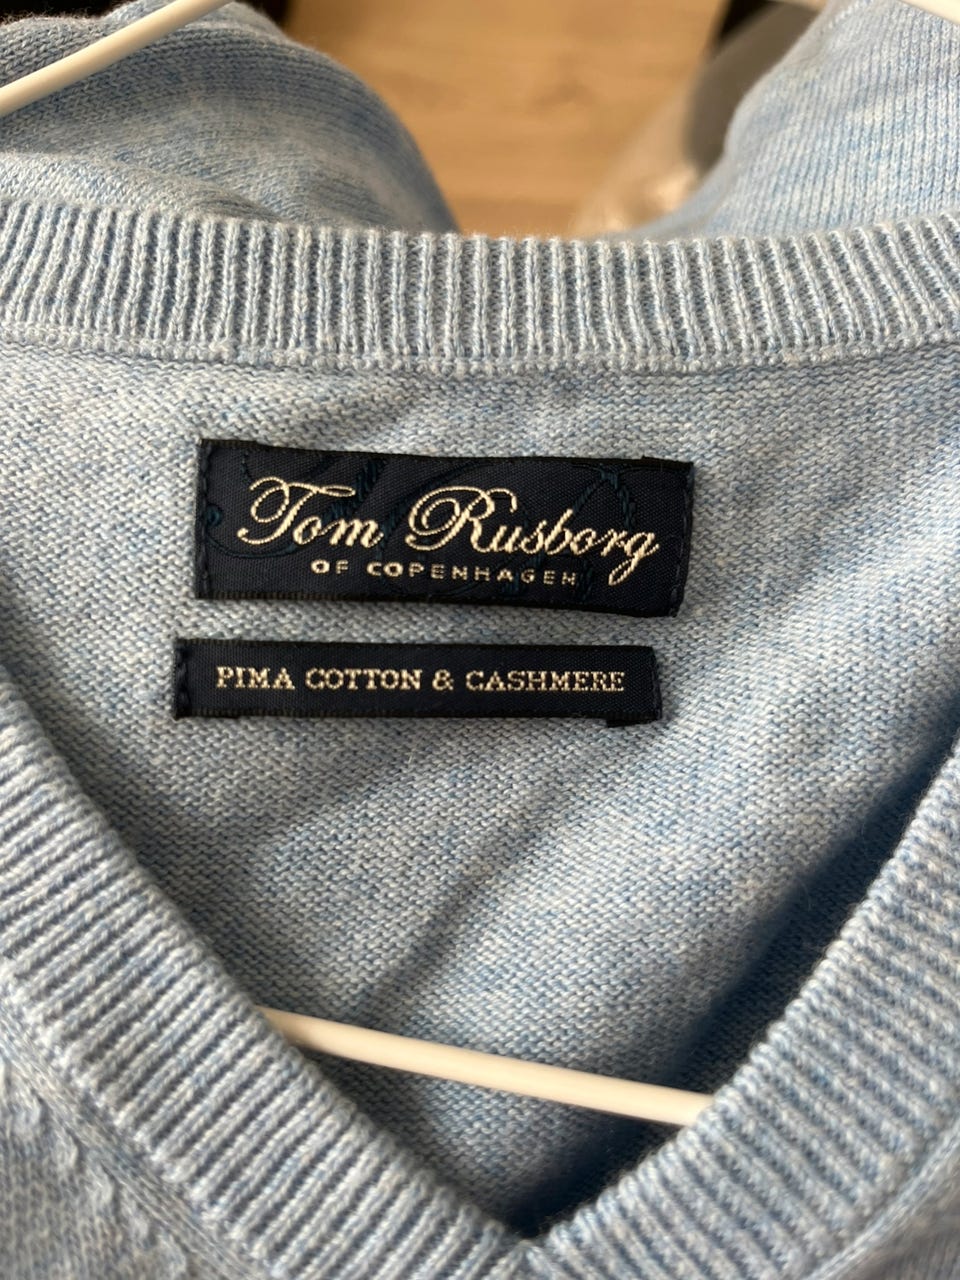 Tom Rusborg
OF COPENHAGEN
PIMA COTTON & CASHMERE